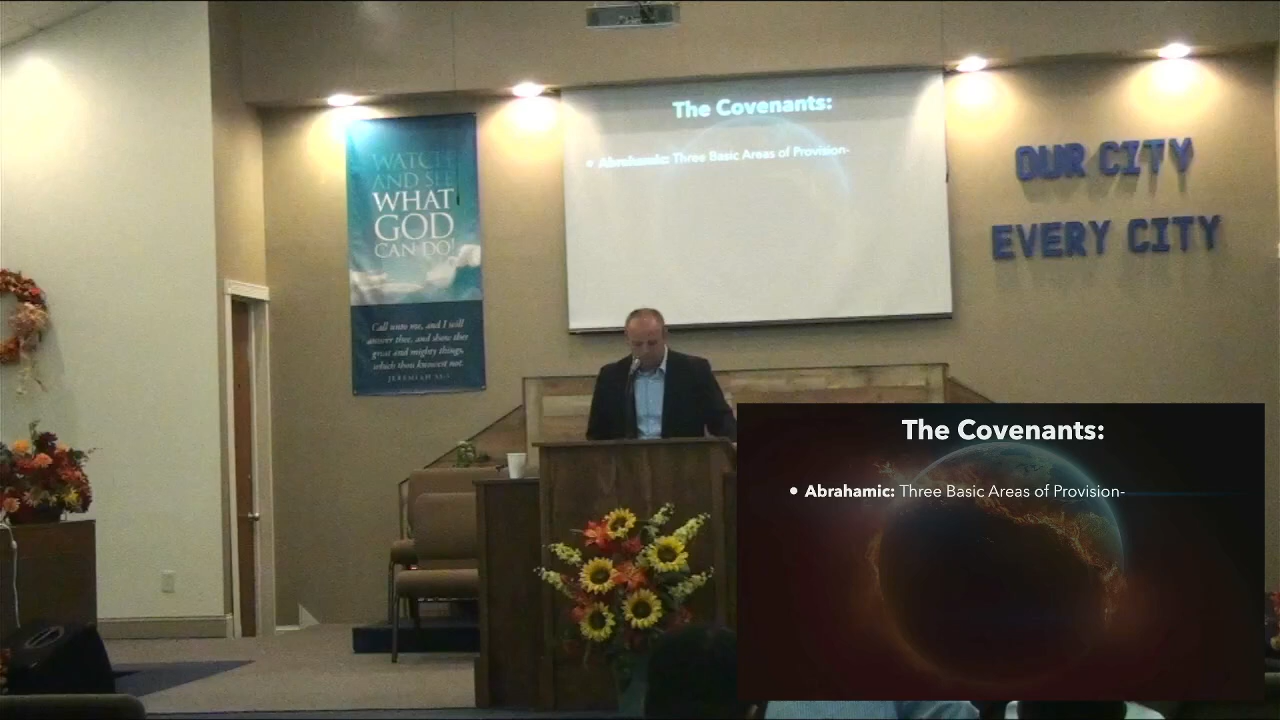 WATCH
AND SEE
WHAT
GOD
CAN DO!
Call unto me, and I will
answer thee, and show thee
great and mighty things,
which thou knowest not.
JEREMIAH
The Covenants:
• Abrahamic: Three Basic Areas of Provision-
OUR CITY
EVERY CITY
The Covenants:
• Abrahamic: Three Basic Areas of Provision-